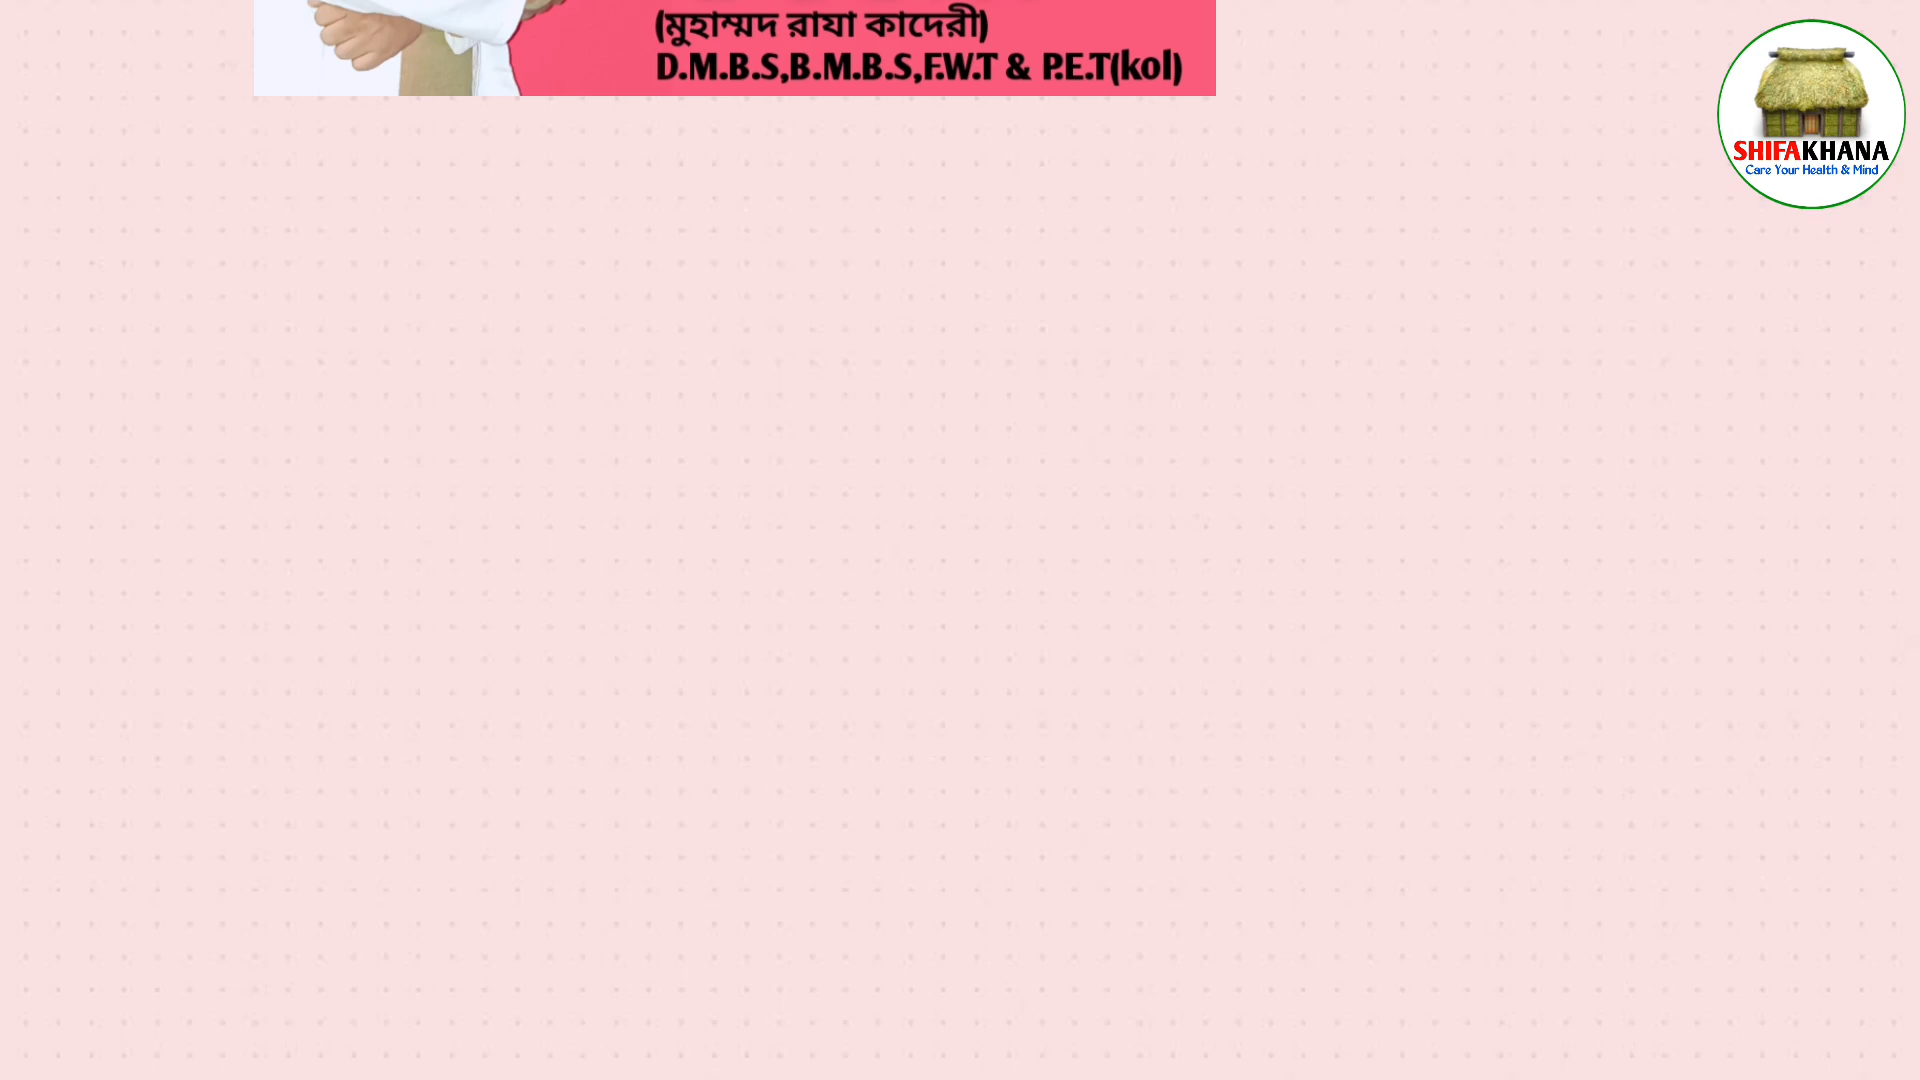 (মুহাম্মদ রাযা কাদেরী)
D.M.B.S,B.M.B.S,F.W.T & P.E.T(kol)
SHIFAKHANA
Care Your Health & Mind